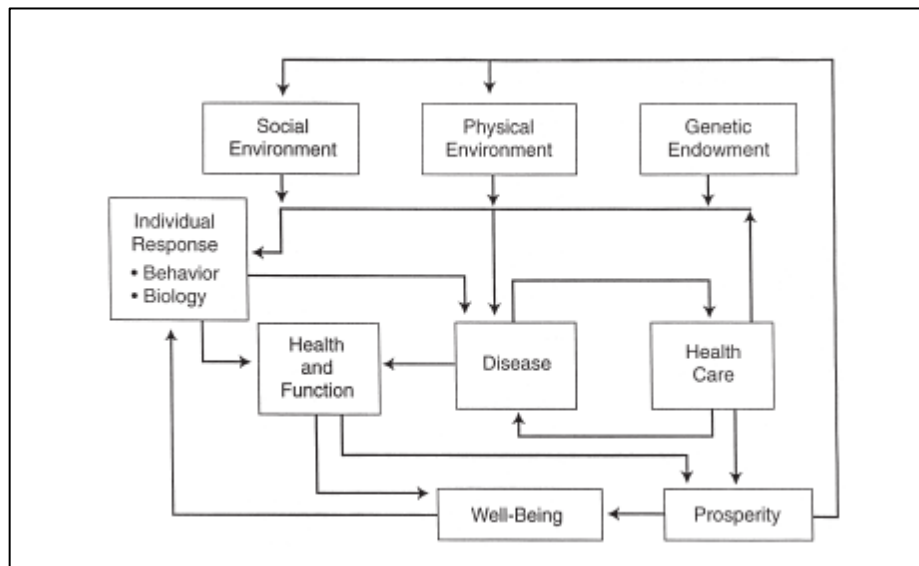 Social
Environment
Physical
Environment
Genetic
Endowment
Individual
Response
• Behavior
• Biology
Health
and
Function
Disease
Health
Care
Well-Being
Prosperity